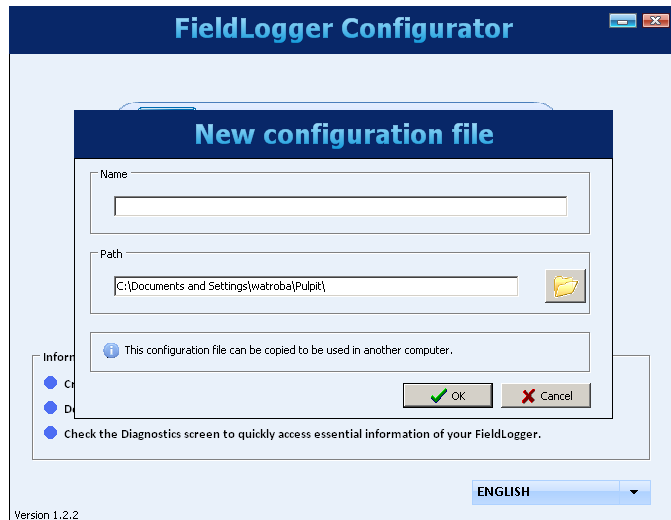 FieldLogger Configurator
New configuration file
Name
Path
C:\Documents and Settings\watroba\Pulpit\
This configuration file can be copied to be used in another computer.
OK
Cancel
Check the Diagnostics screen to quickly access essential information of your FieldLogger.
ENGLISH
Version 1.2.2